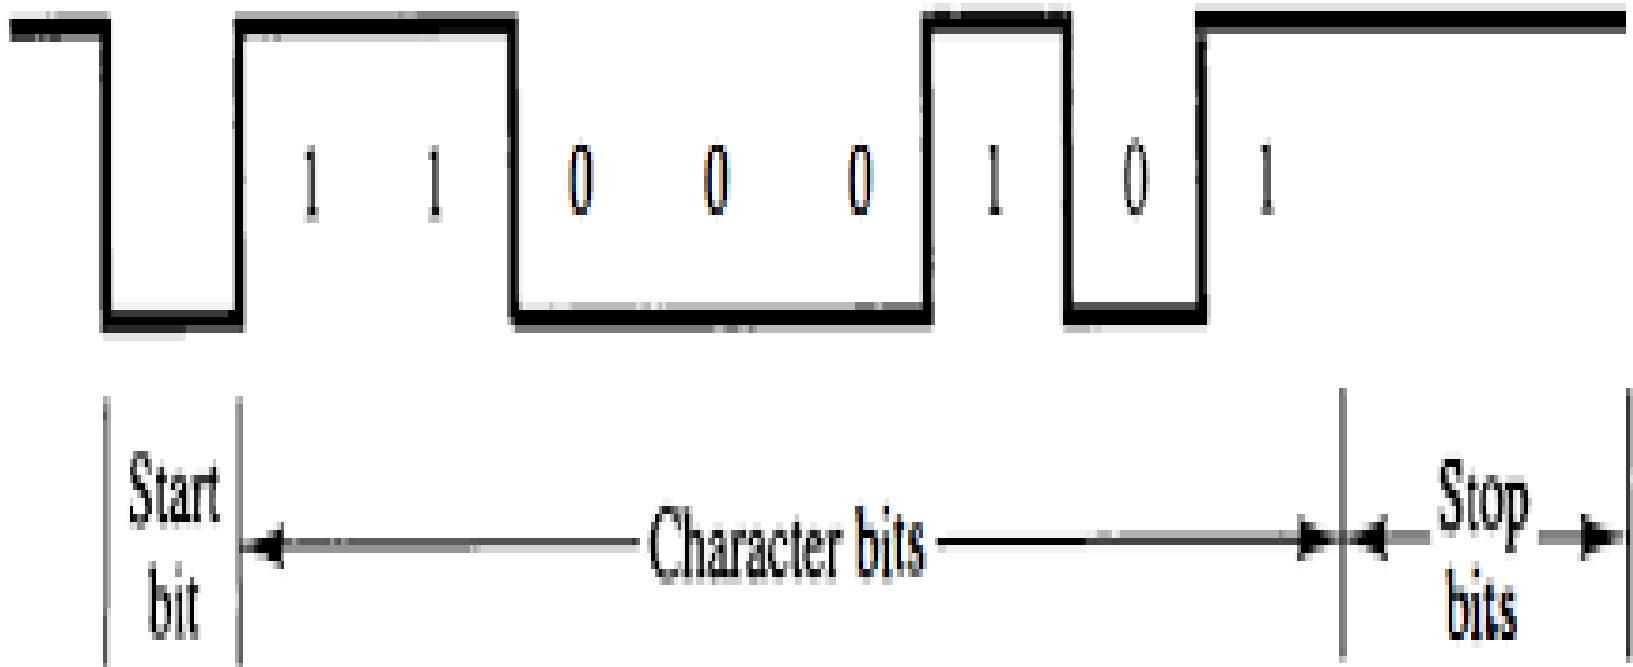 1 1 0 0 0 1 0 1
Start
bit
Character bits
Stop
bits